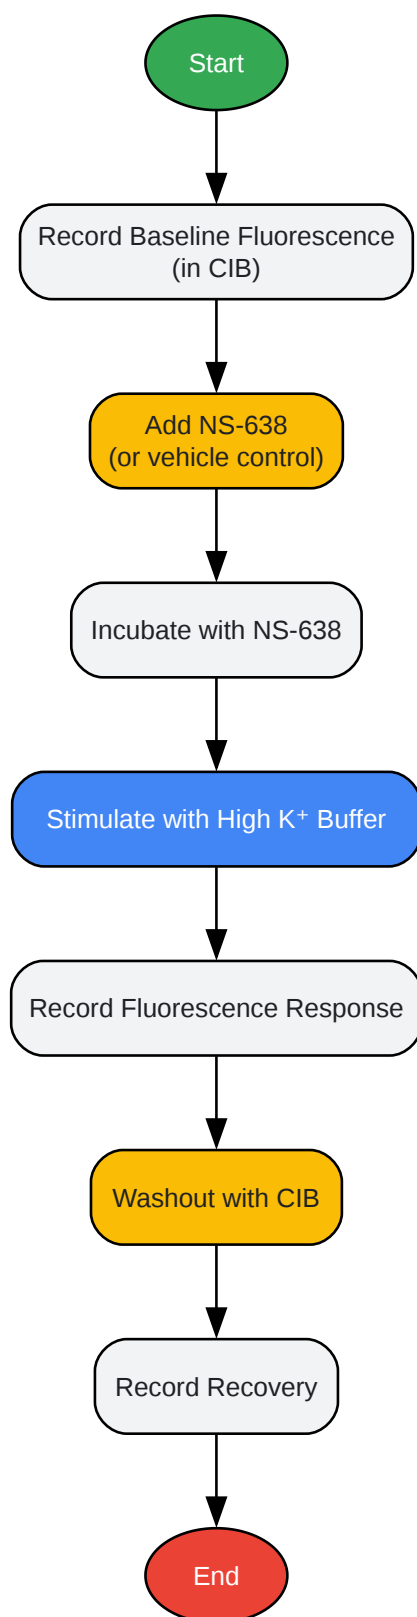 Start
Record Baseline Fluorescence
(in CIB)
Add NS-638
(or vehicle control)
Incubate with NS-638
Stimulate with High K⁺ Buffer
Record Fluorescence Response
Washout with CIB
Record Recovery
End